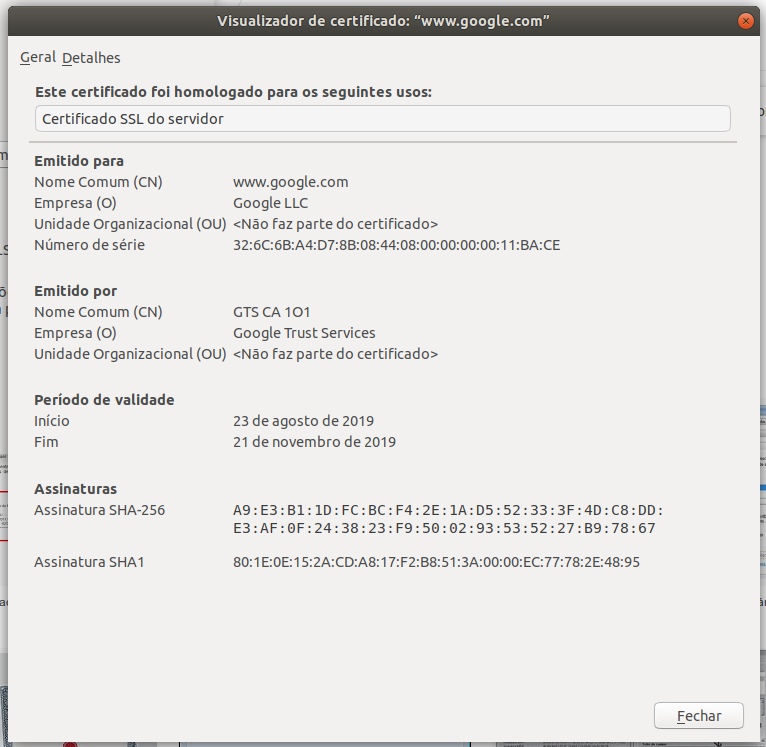 Visualizador de certificado: “www.google.com”
Geral Detalhes
Este certificado foi homologado para os seguintes usos:
Certificado SSL do servidor
Emitido para
Nome Comum (CN) www.google.com
Empresa (O) Google LLC
Unidade Organizacional (OU) <Não faz parte do certificado>
Número de série 32:6C:6B:A4:D7:8B:08:44:08:00:00:00:00:11:BA:CE
Emitido por
Nome Comum (CN) GTS CA 1O1
Empresa (O) Google Trust Services
Unidade Organizacional (OU) <Não faz parte do certificado>
Período de validade
Início 23 de agosto de 2019
Fim 21 de novembro de 2019
Assinaturas
Assinatura SHA-256 A9:E3:B1:1D:FC:BC:F4:2E:1A:D5:52:33:3F:4D:C8:DD:
E3:AF:0F:24:38:23:F9:50:02:93:53:52:27:B9:78:67
Assinatura SHA1 80:1E:0E:15:2A:CD:A8:17:F2:B8:51:3A:00:00:EC:77:78:2E:48:95
Fechar